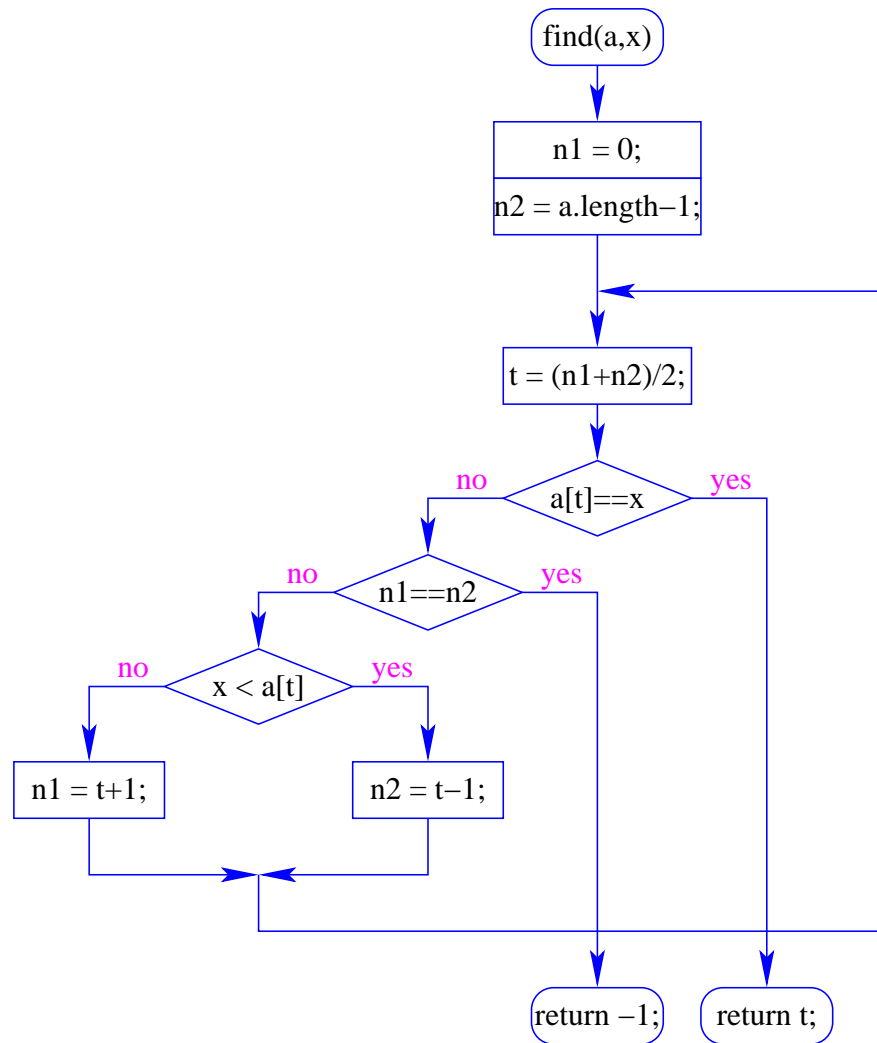 find(a,x)
n1 = 0;
n2 = a.length−1;
t = (n1+n2)/2;
no
a[t]==x
yes
no
n1==n2
yes
no
x < a[t]
yes
n1 = t+1;
n2 = t−1;
return −1;
return t;